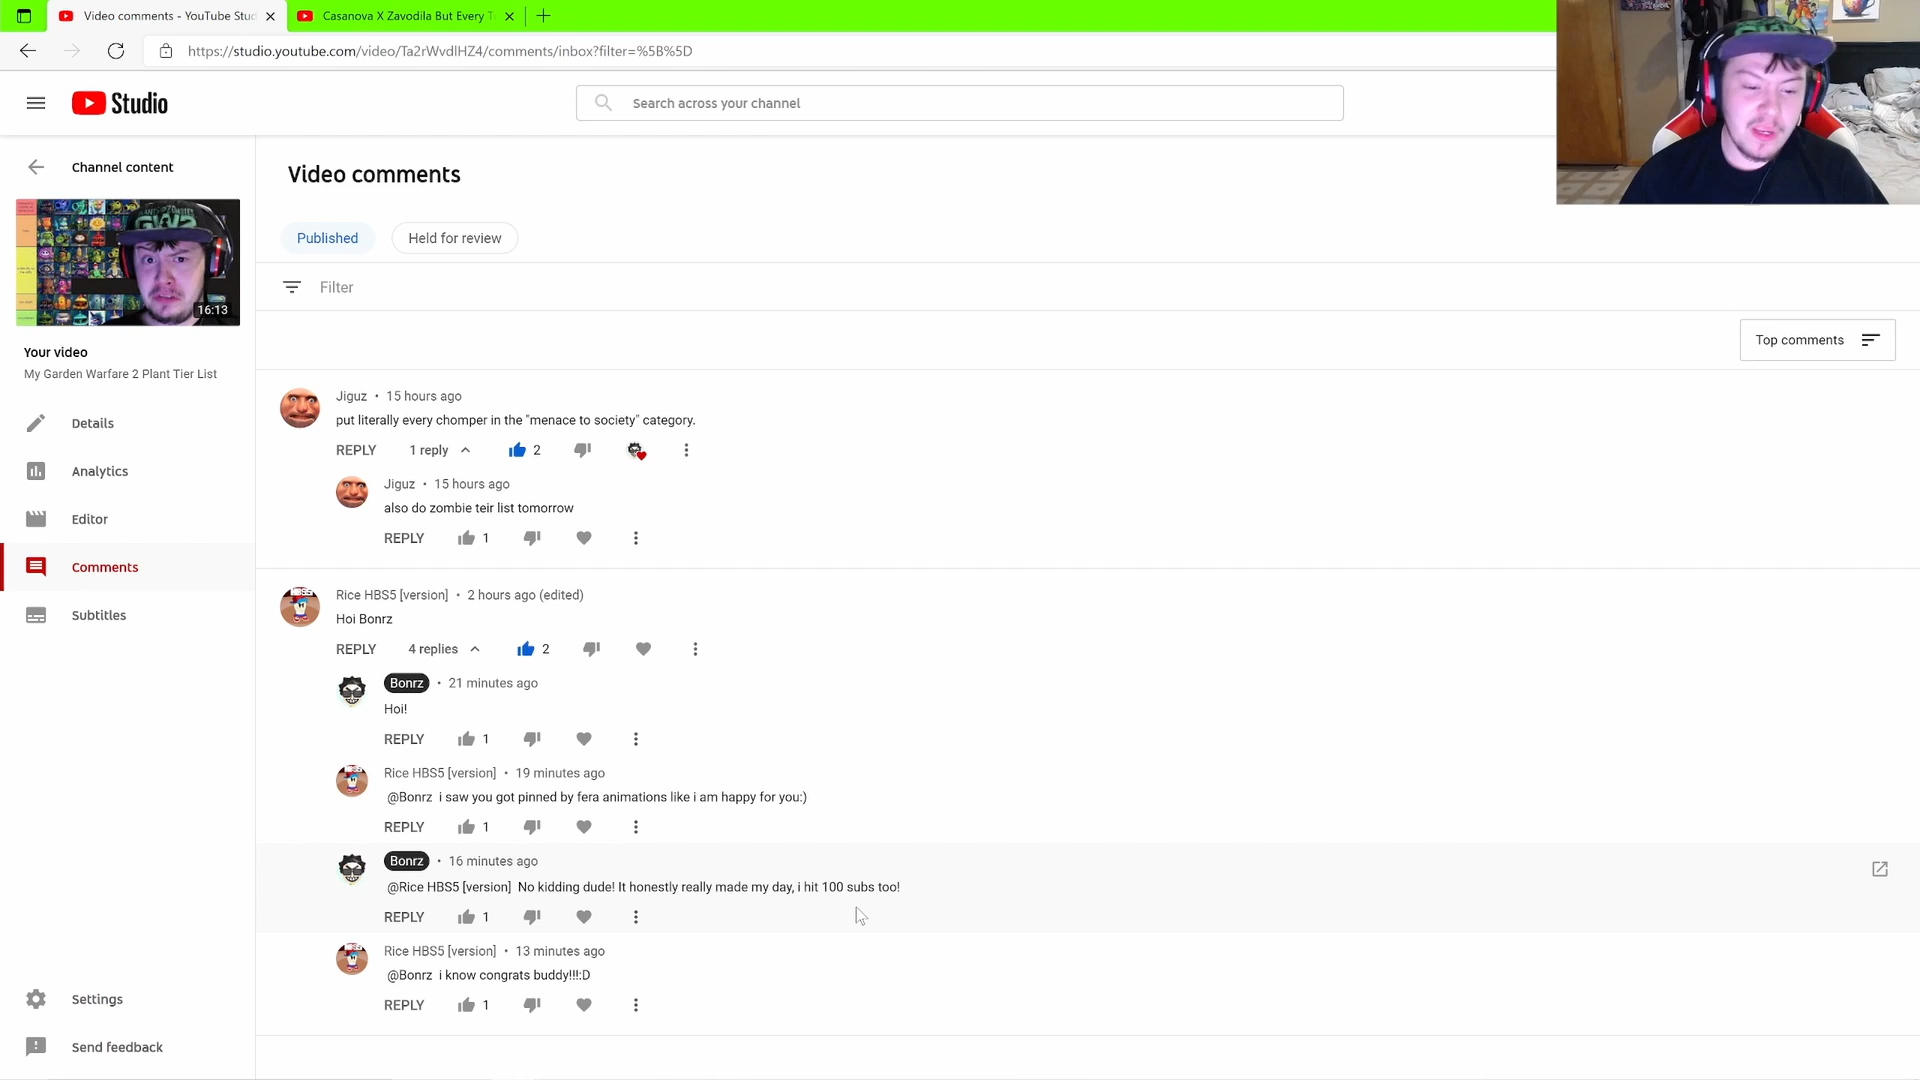 Video comments - YouTube Stud
Casanova X Zavodila But Every T
https://studio.youtube.com/video/Ta2rWvdlHZ4/comments/inbox?filter=%5B%5D
Studio
Search across your channel
Channel content
GW2
16:13
Your video
My Garden Warfare 2 Plant Tier List
Details
Analytics
Editor
Comments
Subtitles
Settings
Send feedback
Video comments
Published
Held for review
Filter
Top comments
Jiguz • 15 hours ago
put literally every chomper in the "menace to society" category.
REPLY 1 reply 2
Jiguz • 15 hours ago
also do zombie teir list tomorrow
REPLY 1
Rice HBS5 [version] • 2 hours ago (edited)
Hoi Bonrz
REPLY 4 replies 2
Bonrz • 21 minutes ago
Hoi!
REPLY 1
Rice HBS5 [version] • 19 minutes ago
@Bonrz i saw you got pinned by fera animations like i am happy for you:)
REPLY 1
Bonrz • 16 minutes ago
@Rice HBS5 [version] No kidding dude! It honestly really made my day, i hit 100 subs too!
REPLY 1
Rice HBS5 [version] • 13 minutes ago
@Bonrz i know congrats buddy!!!:D
REPLY 1